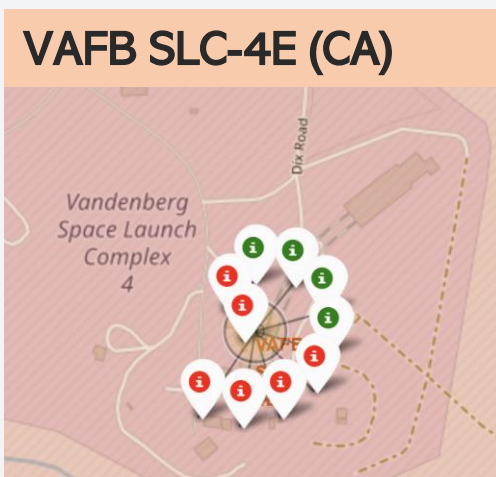 VAFB SLC-4E (CA)
Dix Road
Vandenberg
Space Launch
Complex
4